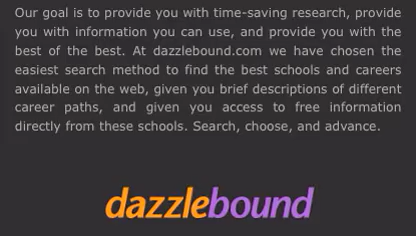 Our goal is to provide you with time-saving research, provide
you with information you can use, and provide you with the
best of the best. At dazzlebound.com we have chosen the
easiest search method to find the best schools and careers
available on the web, given you brief descriptions of different
career paths, and given you access to free information
directly from these schools. Search, choose, and advance.
dazzlebound